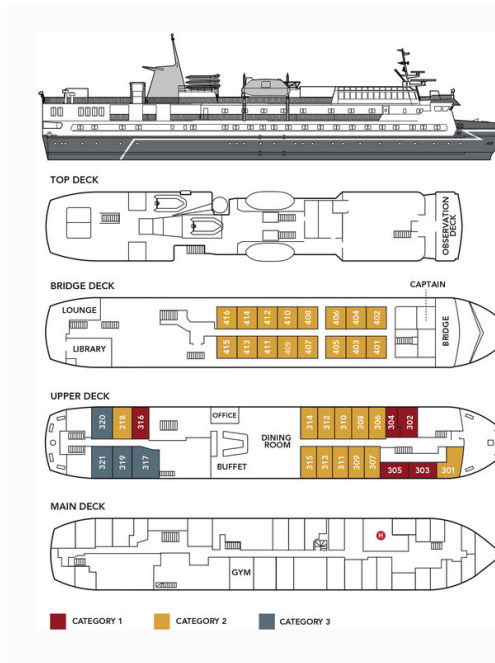 TOP DECK
OBSERVATION
DECK
BRIDGE DECK
CAPTAIN
LOUNGE
LIBRARY
416 414 412 410 408 406 404 402
415 413 411 409 407 405 403 401
BRIDGE
UPPER DECK
320 318 316
OFFICE
DINING
ROOM
314 312 310 308 306 304 302
321 319 317
BUFFET
315 313 311 309 307 305 303 301
MAIN DECK
H
GYM
CATEGORY 1 CATEGORY 2 CATEGORY 3